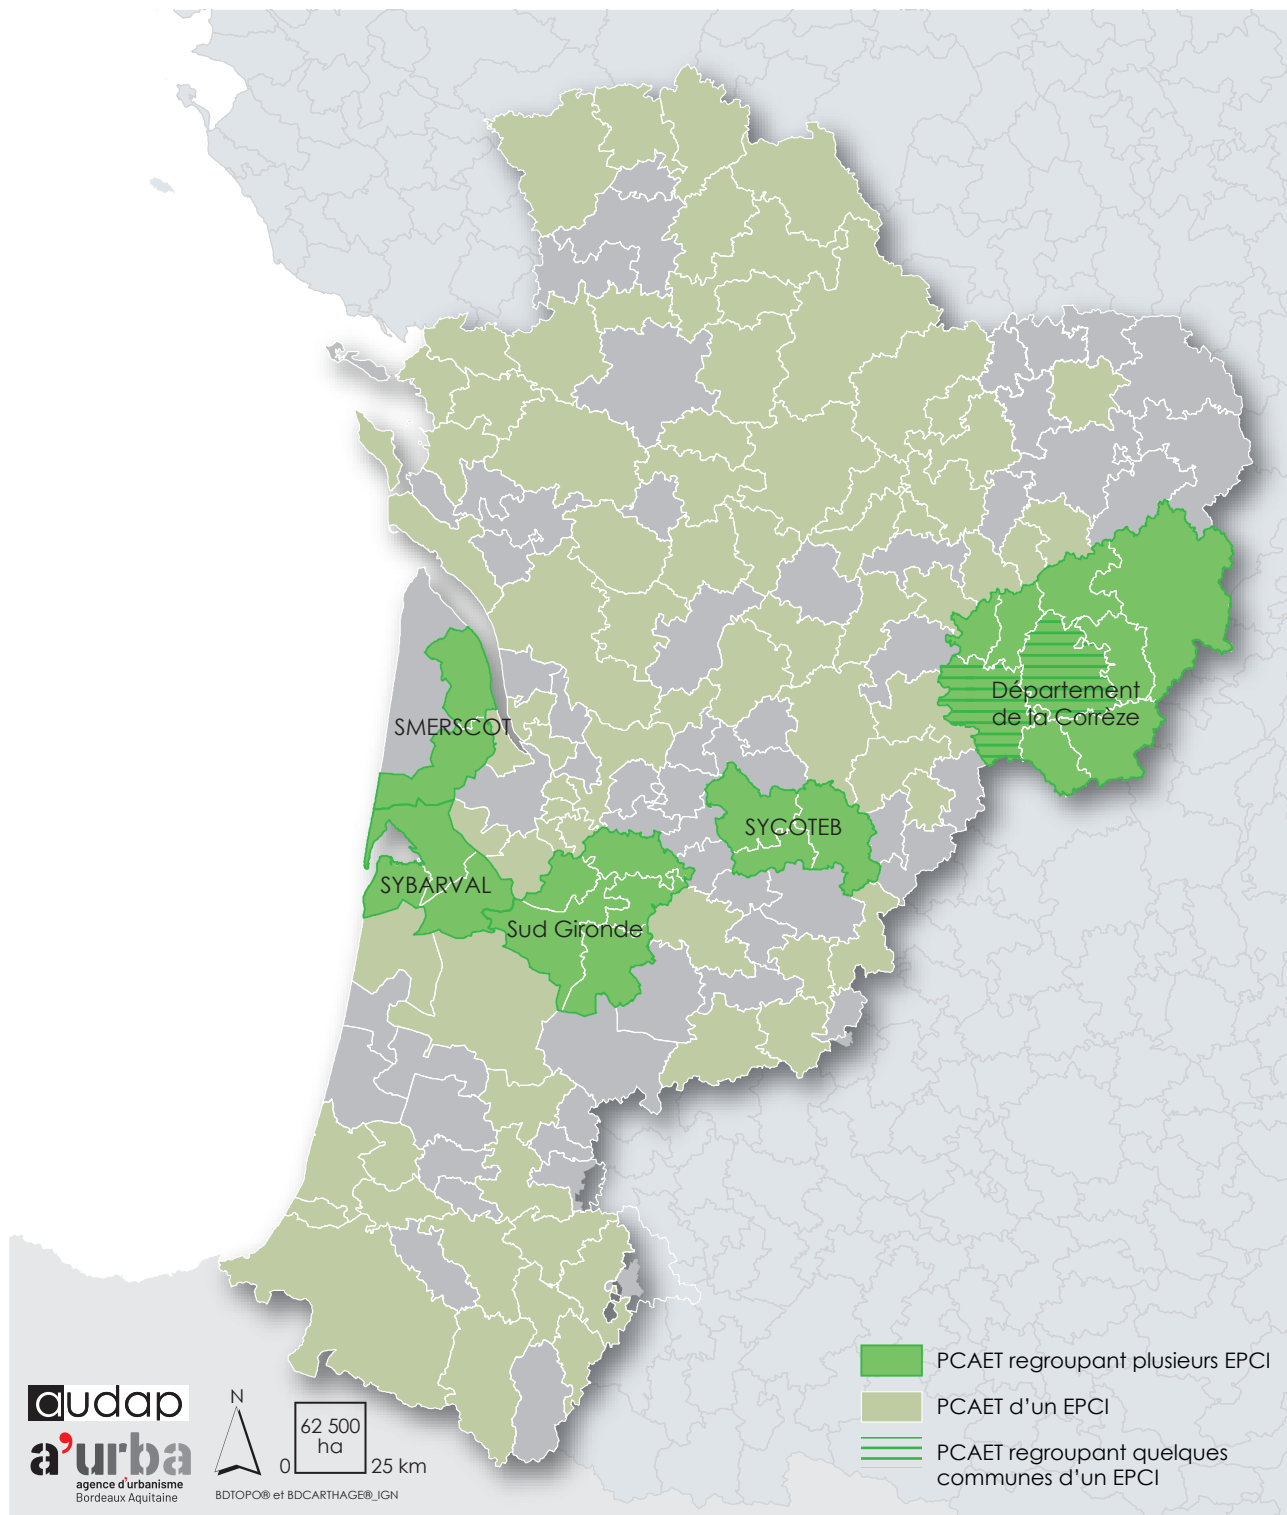 SMERSCOT
Département
de la Corrèze
SYCOTEB
SYBARVAL
Sud Gironde
PCAET regroupant plusieurs EPCI
PCAET d'un EPCI
PCAET regroupant quelques
communes d'un EPCI
audap
a'urba
agence d'urbanisme
Bordeaux Aquitaine
N
62 500
ha
0
25 km
BDTOPO® et BDCARTHAGE®_IGN